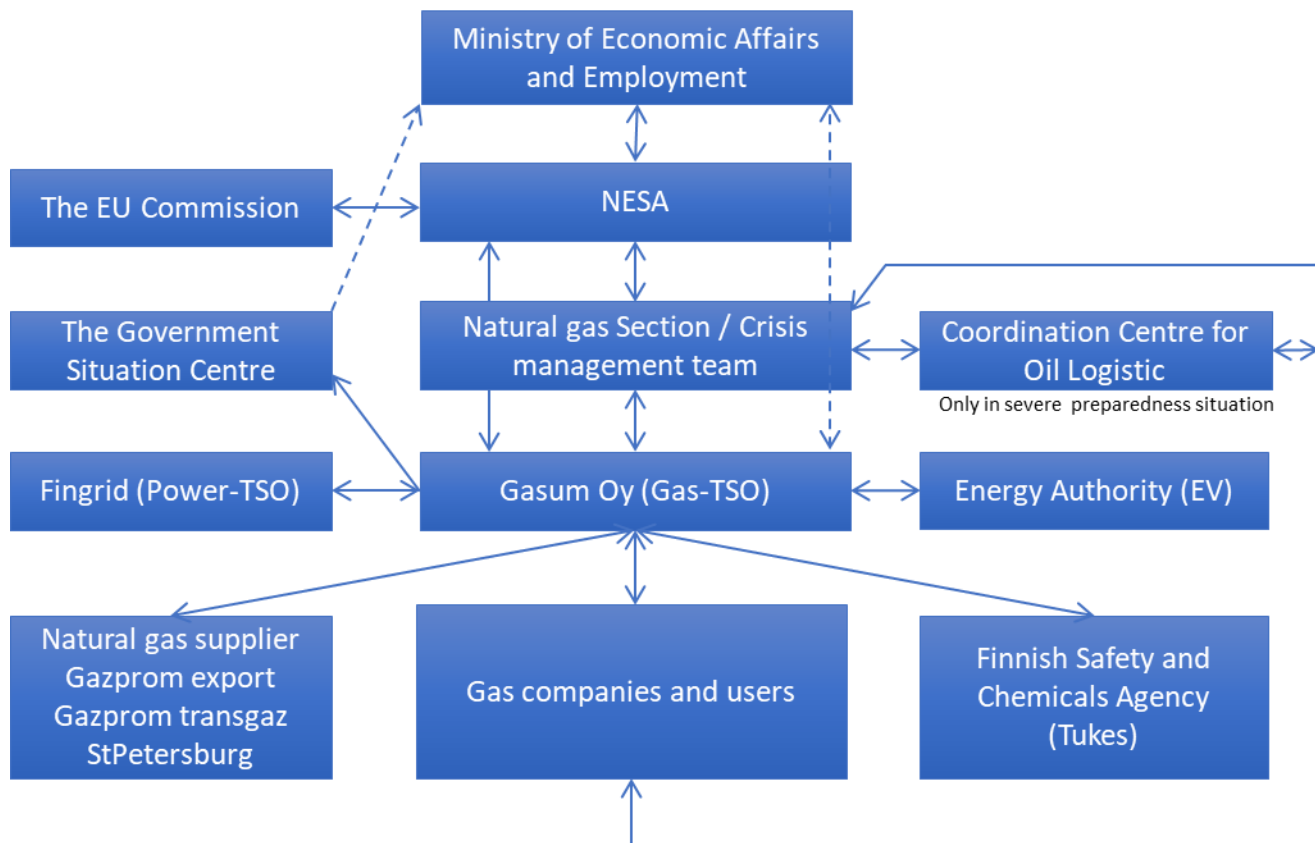 Ministry of Economic Affairs
and Employment
The EU Commission
NESA
The Government
Situation Centre
Natural gas Section / Crisis
management team
Coordination Centre for
Oil Logistic
Only in severe preparedness situation
Fingrid (Power-TSO)
Gasum Oy (Gas-TSO)
Energy Authority (EV)
Natural gas supplier
Gazprom export
Gazprom transgaz
StPetersburg
Gas companies and users
Finnish Safety and
Chemicals Agency
(Tukes)